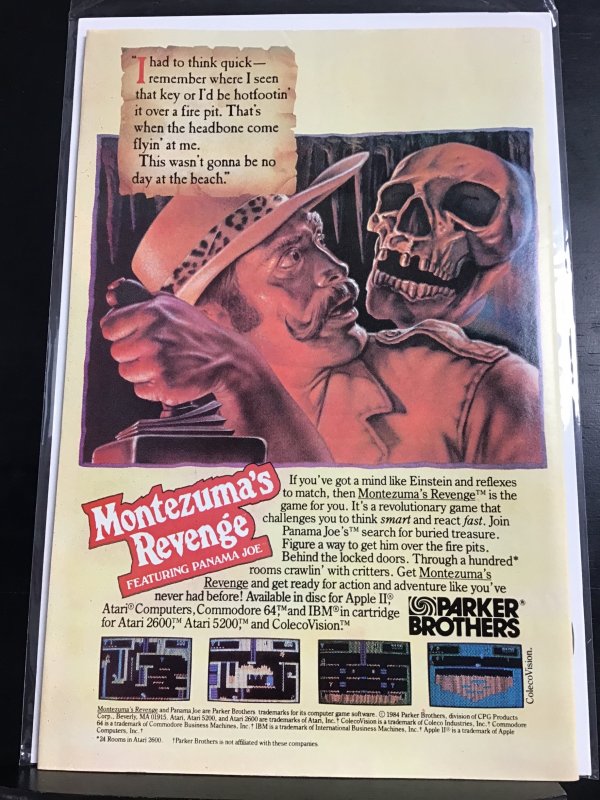 "I had to think quick—
remember where I seen
that key or I'd be hotfootin'
it over a fire pit. That's
when the headbone come
flyin' at me.
This wasn't gonna be no
day at the beach."
Montezuma's
Revenge
FEATURING PANAMA JOE
If you've got a mind like Einstein and reflexes
to match, then Montezuma's Revenge™ is the
game for you. It's a revolutionary game that
challenges you to think smart and react fast. Join
Panama Joe's™ search for buried treasure.
Figure a way to get him over the fire pits.
Behind the locked doors. Through a hundred*
rooms crawlin' with critters. Get Montezuma's
Revenge and get ready for action and adventure like you've
never had before! Available in disc for Apple II,®
Atari® Computers, Commodore 64,™ and IBM® in cartridge
for Atari 2600,™ Atari 5200,™ and ColecoVision.™
PARKER®
BROTHERS
ColecoVision.
Montezuma's Revenge and Panama Joe are Parker Brothers trademarks for its computer game software. © 1984 Parker Brothers, division of CPG Products
Corp., Beverly, MA 01915. Atari, Atari 5200, and Atari 2600 are trademarks of Atari, Inc.† ColecoVision is a trademark of Coleco Industries, Inc.† Commodore
64 is a trademark of Commodore Business Machines, Inc.† IBM is a trademark of International Business Machines, Inc.† Apple II® is a trademark of Apple
Computers, Inc.†
*24 Rooms in Atari 2600. †Parker Brothers is not affiliated with these companies.